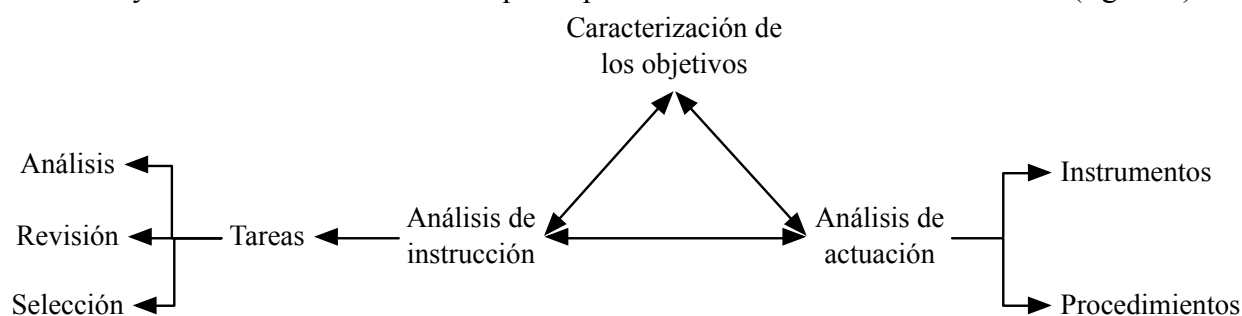 Caracterización de
los objetivos
Análisis
Instrumentos
Revisión
Tareas
Análisis de
instrucción
Análisis de
actuación
Selección
Procedimientos